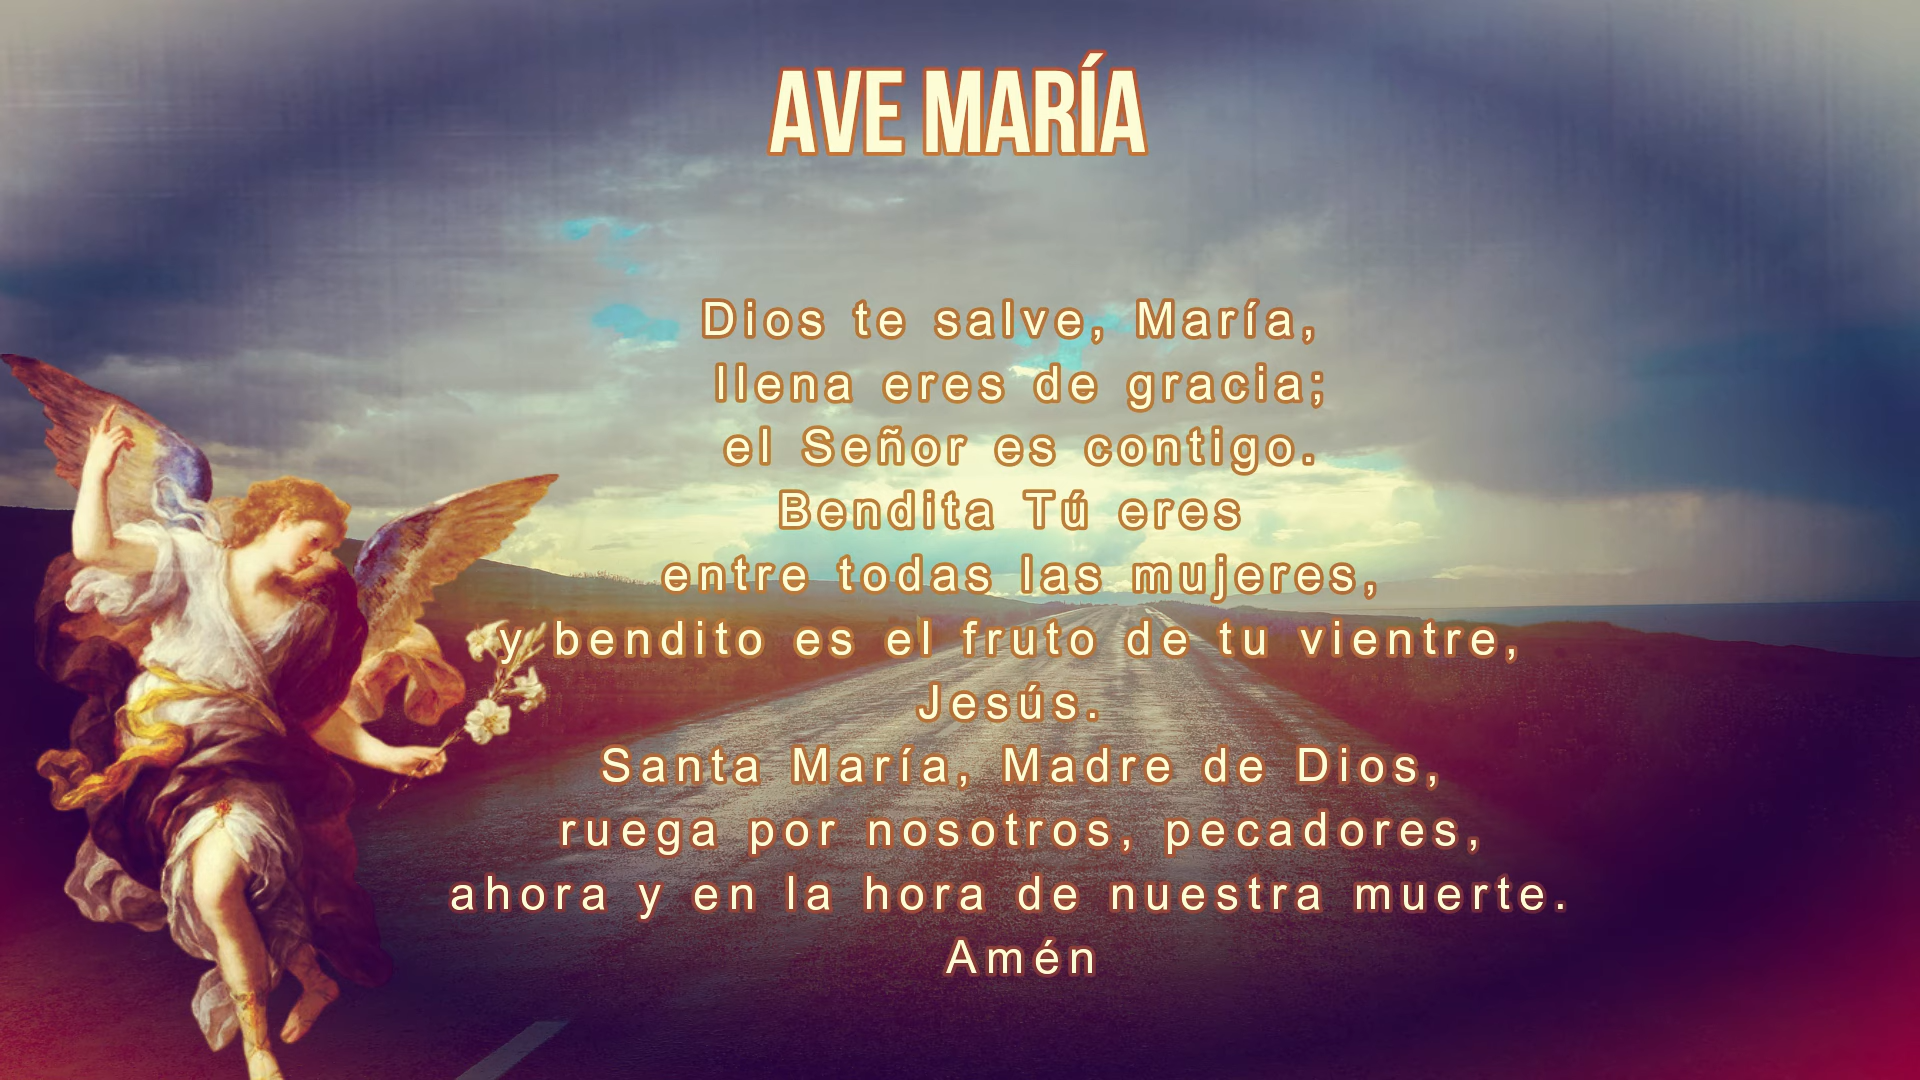 AVE MARÍA
Dios te salve, María,
llena eres de gracia;
el Señor es contigo.
Bendita Tú eres
entre todas las mujeres,
y bendito es el fruto de tu vientre,
Jesús.
Santa María, Madre de Dios,
ruega por nosotros, pecadores,
ahora y en la hora de nuestra muerte.
Amén